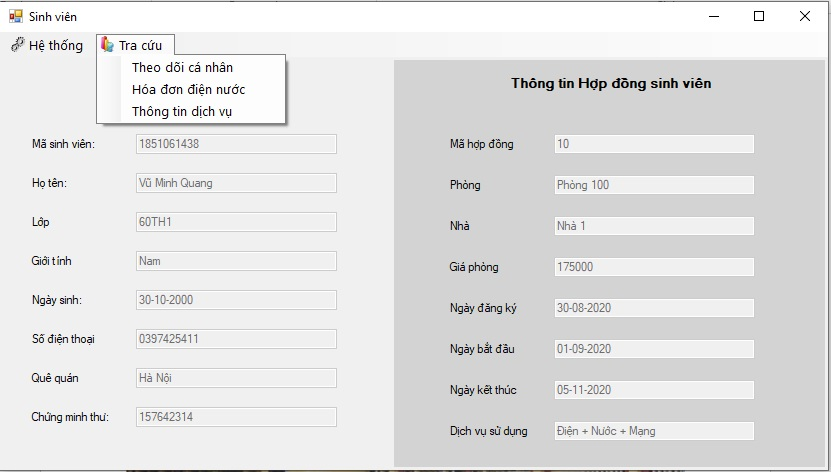 Sinh viên
Hệ thống
Tra cứu
Theo dõi cá nhân
Hóa đơn điện nước
Thông tin dịch vụ
Mã sinh viên: 1851061438
Họ tên: Vũ Minh Quang
Lớp 60TH1
Giới tính Nam
Ngày sinh: 30-10-2000
Số điện thoại 0397425411
Quê quán Hà Nội
Chứng minh thư: 157642314
Thông tin Hợp đồng sinh viên
Mã hợp đồng 10
Phòng Phòng 100
Nhà Nhà 1
Giá phòng 175000
Ngày đăng ký 30-08-2020
Ngày bắt đầu 01-09-2020
Ngày kết thúc 05-11-2020
Dịch vụ sử dụng Điện + Nước + Mạng